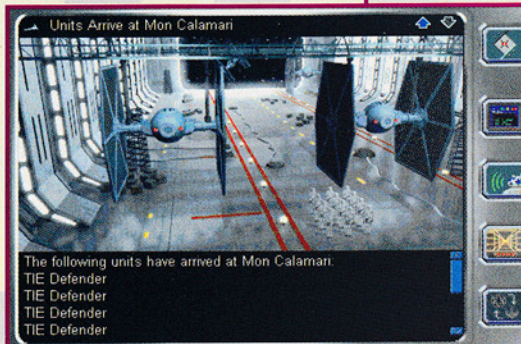 Units Arrive at Mon Calamari
The following units have arrived at Mon Calamari:
TIE Defender
TIE Defender
TIE Defender
TIE Defender